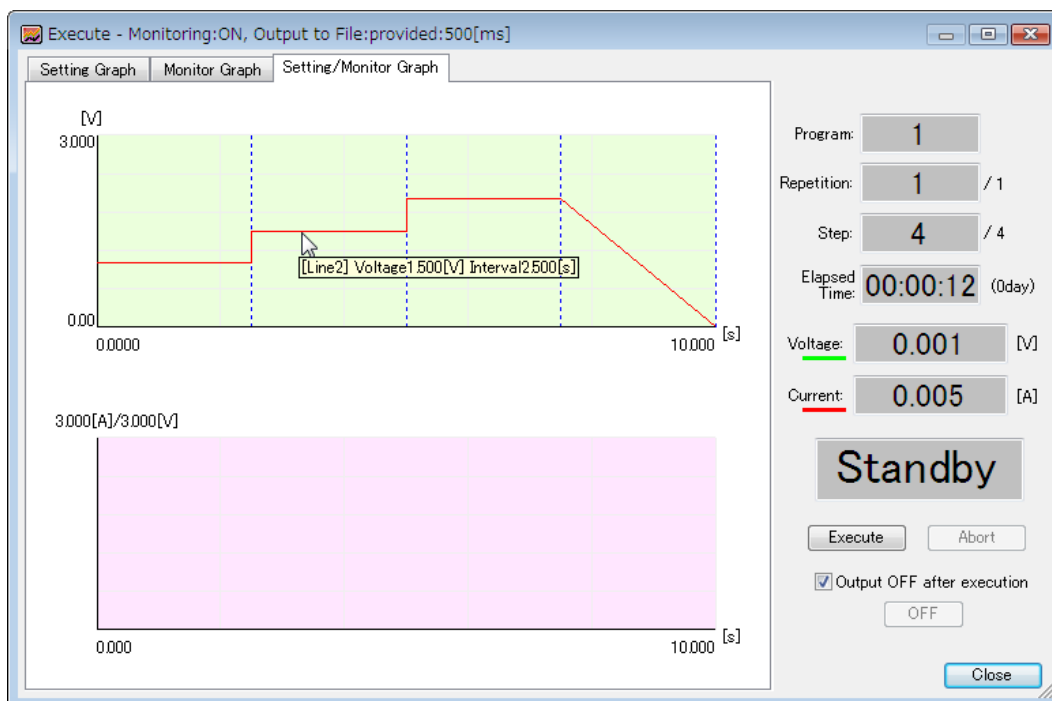 Execute - Monitoring:ON, Output to File:provided:500[ms]
Setting Graph
Monitor Graph
Setting/Monitor Graph
[V]
3.000
[Line2] Voltage1.500[V] Interval2.500[s]
0.00
0.0000
10.000
[s]
3.000[A]/3.000[V]
0.000
10.000
[s]
Program:
1
Repetition:
1
/ 1
Step:
4
/ 4
Elapsed
Time:
00:00:12
(0day)
Voltage:
0.001
[V]
Current:
0.005
[A]
Standby
Execute
Abort
Output OFF after execution
OFF
Close